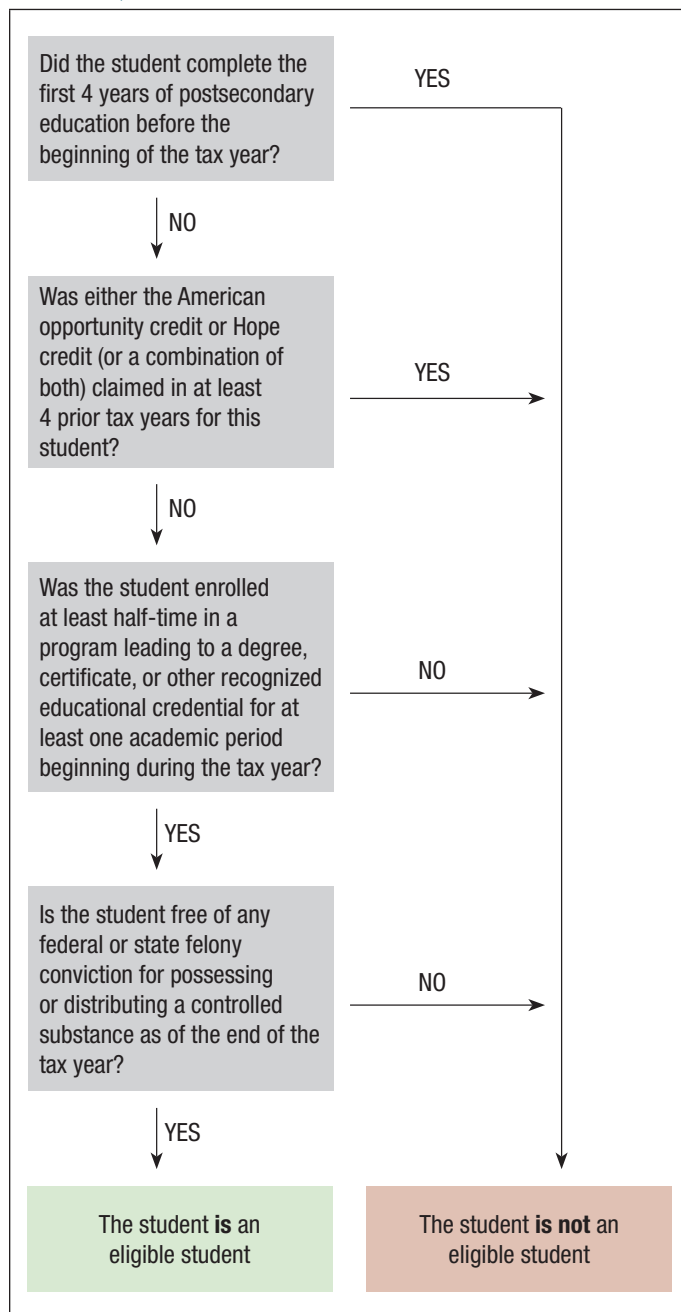 Did the student complete the
first 4 years of postsecondary
education before the
beginning of the tax year?
YES
NO
Was either the American
opportunity credit or Hope
credit (or a combination of
both) claimed in at least
4 prior tax years for this
student?
YES
NO
Was the student enrolled
at least half-time in a
program leading to a degree,
certificate, or other recognized
educational credential for at
least one academic period
beginning during the tax year?
NO
YES
Is the student free of any
federal or state felony
conviction for possessing
or distributing a controlled
substance as of the end of the
tax year?
NO
YES
The student is an
eligible student
The student is not an
eligible student